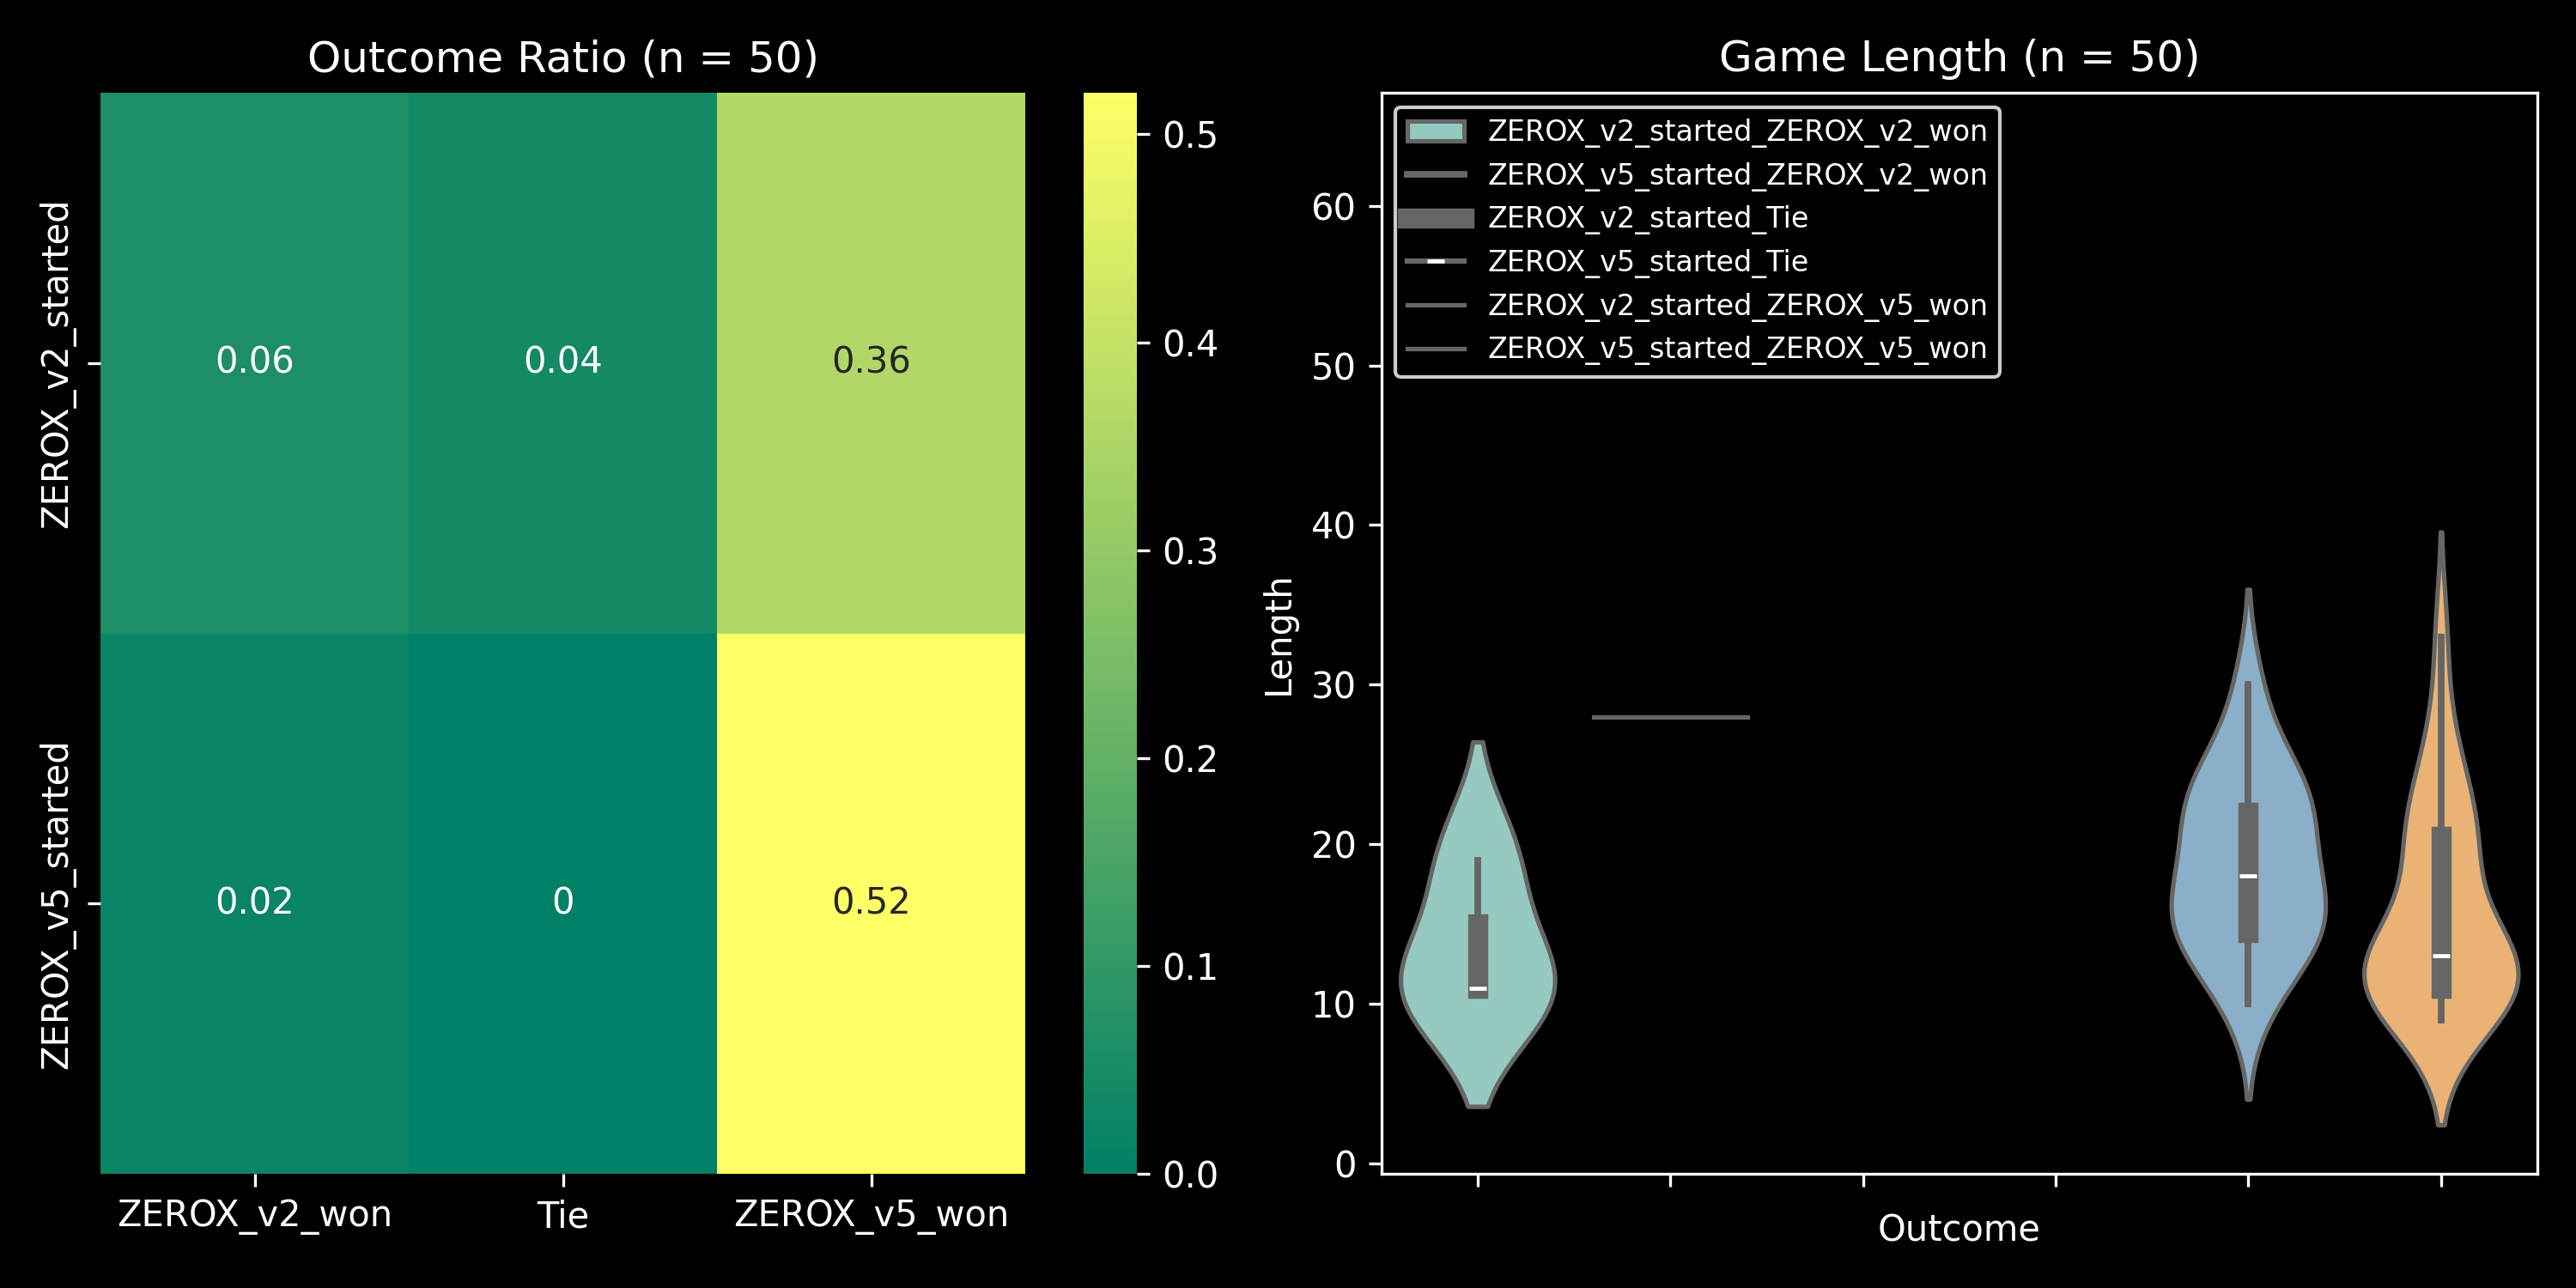 Outcome Ratio (n = 50)
ZEROX_v2_started
ZEROX_v5_started
0.06
0.04
0.36
0.02
0
0.52
ZEROX_v2_won
Tie
ZEROX_v5_won
0.5
0.4
0.3
0.2
0.1
0.0
Game Length (n = 50)
ZEROX_v2_started_ZEROX_v2_won
ZEROX_v5_started_ZEROX_v2_won
ZEROX_v2_started_Tie
ZEROX_v5_started_Tie
ZEROX_v2_started_ZEROX_v5_won
ZEROX_v5_started_ZEROX_v5_won
Length
60
50
40
30
20
10
0
Outcome